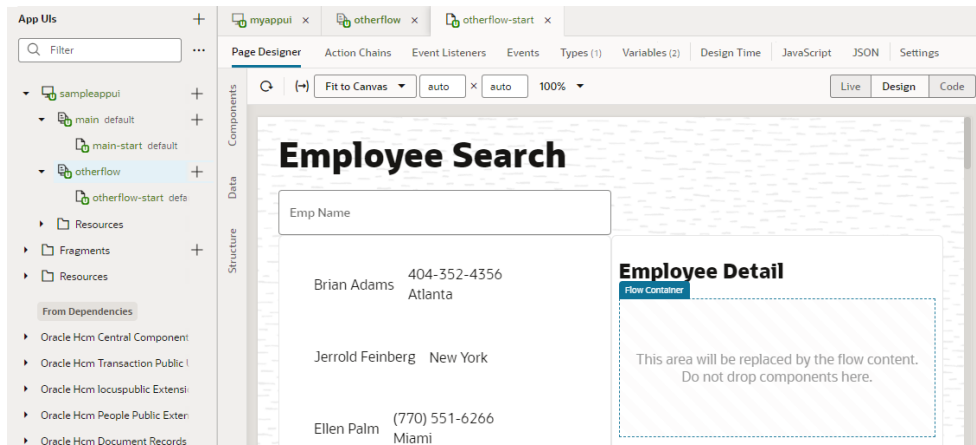 App UIs
Filter
sampleappui
main default
main-start default
otherflow
otherflow-start defa
Resources
Fragments
Resources
From Dependencies
Oracle Hcm Central Component
Oracle Hcm Transaction Public
Oracle Hcm locuspublic Extensi
Oracle Hcm People Public Exten
Oracle Hcm Document Records
myappui
otherflow
otherflow-start
Page Designer Action Chains Event Listeners Events Types (1) Variables (2) Design Time JavaScript JSON Settings
Fit to Canvas auto × auto 100% Live Design Code
Components
Data
Structure
Employee Search
Emp Name
Brian Adams 404-352-4356
Atlanta
Jerrold Feinberg New York
Ellen Palm (770) 551-6266
Miami
Employee Detail
Flow Container
This area will be replaced by the flow content.
Do not drop components here.